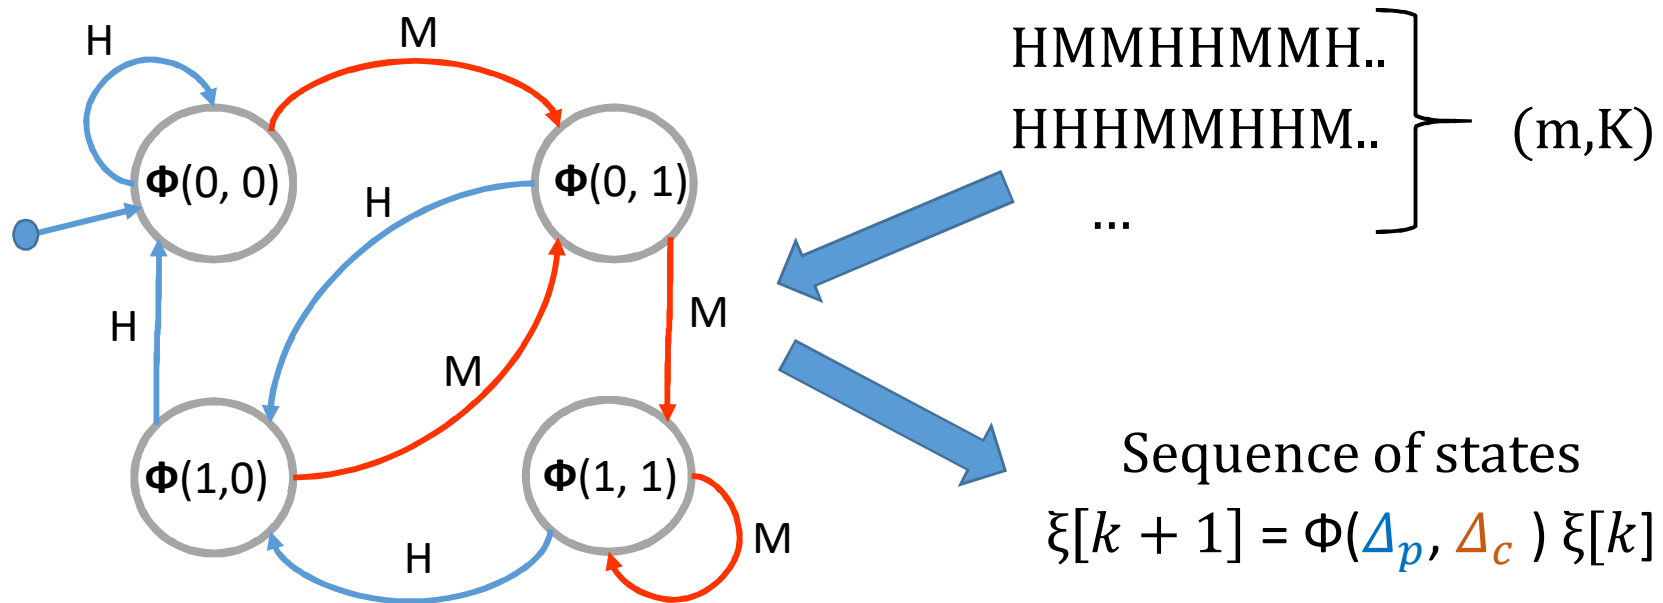 H
M
Φ(0, 0)
Φ(0, 1)
H
H
M
M
Φ(1,0)
Φ(1, 1)
H
M
HMMHHMMH..
HHHMMHHM..
...
(m,K)
Sequence of states
ξ[k + 1] = Φ(Δp, Δc ) ξ[k]